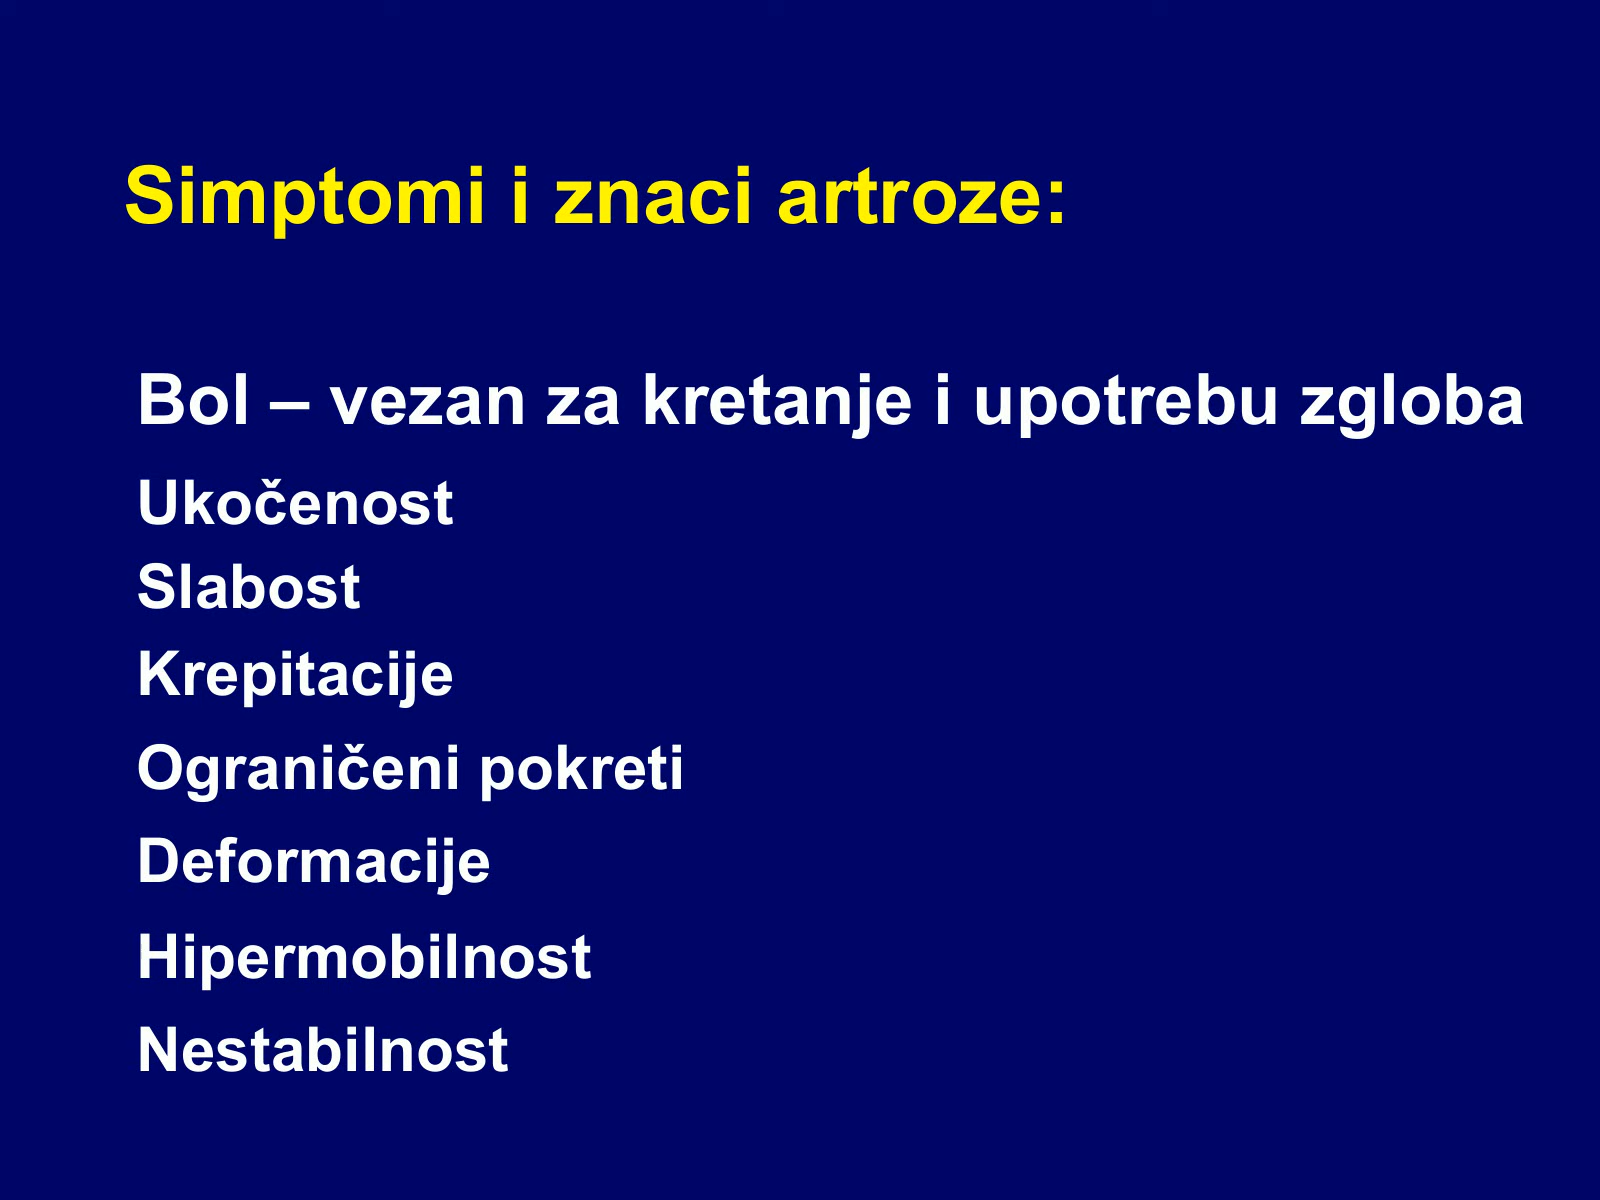 Simptomi i znaci artroze:
Bol – vezan za kretanje i upotrebu zgloba
Ukočenost
Slabost
Krepitacije
Ograničeni pokreti
Deformacije
Hipermobilnost
Nestabilnost